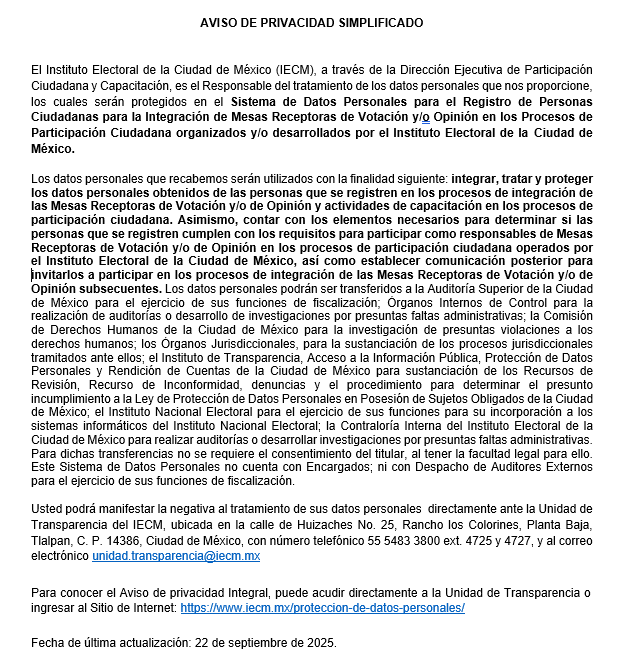 AVISO DE PRIVACIDAD SIMPLIFICADO
El Instituto Electoral de la Ciudad de México (IECM), a través de la Dirección Ejecutiva de Participación
Ciudadana y Capacitación, es el Responsable del tratamiento de los datos personales que nos proporcione,
los cuales serán protegidos en el Sistema de Datos Personales para el Registro de Personas
Ciudadanas para la Integración de Mesas Receptoras de Votación y/o Opinión en los Procesos de
Participación Ciudadana organizados y/o desarrollados por el Instituto Electoral de la Ciudad de
México.
Los datos personales que recabemos serán utilizados con la finalidad siguiente: integrar, tratar y proteger
los datos personales obtenidos de las personas que se registren en los procesos de integración de
las Mesas Receptoras de Votación y/o de Opinión y actividades de capacitación en los procesos de
participación ciudadana. Asimismo, contar con los elementos necesarios para determinar si las
personas que se registren cumplen con los requisitos para participar como responsables de Mesas
Receptoras de Votación y/o de Opinión en los procesos de participación ciudadana operados por
el Instituto Electoral de la Ciudad de México, así como establecer comunicación posterior para
invitarlos a participar en los procesos de integración de las Mesas Receptoras de Votación y/o de
Opinión subsecuentes. Los datos personales podrán ser transferidos a la Auditoría Superior de la Ciudad
de México para el ejercicio de sus funciones de fiscalización; Órganos Internos de Control para la
realización de auditorías o desarrollo de investigaciones por presuntas faltas administrativas; la Comisión
de Derechos Humanos de la Ciudad de México para la investigación de presuntas violaciones a los
derechos humanos; los Órganos Jurisdiccionales, para la sustanciación de los procesos jurisdiccionales
tramitados ante ellos; el Instituto de Transparencia, Acceso a la Información Pública, Protección de Datos
Personales y Rendición de Cuentas de la Ciudad de México para sustanciación de los Recursos de
Revisión, Recurso de Inconformidad, denuncias y el procedimiento para determinar el presunto
incumplimiento a la Ley de Protección de Datos Personales en Posesión de Sujetos Obligados de la Ciudad
de México; el Instituto Nacional Electoral para el ejercicio de sus funciones para su incorporación a los
sistemas informáticos del Instituto Nacional Electoral; la Contraloría Interna del Instituto Electoral de la
Ciudad de México para realizar auditorías o desarrollar investigaciones por presuntas faltas administrativas.
Para dichas transferencias no se requiere el consentimiento del titular, al tener la facultad legal para ello.
Este Sistema de Datos Personales no cuenta con Encargados; ni con Despacho de Auditores Externos
para el ejercicio de sus funciones de fiscalización.
Usted podrá manifestar la negativa al tratamiento de sus datos personales directamente ante la Unidad de
Transparencia del IECM, ubicada en la calle de Huizaches No. 25, Rancho los Colorines, Planta Baja,
Tlalpan, C. P. 14386, Ciudad de México, con número telefónico 55 5483 3800 ext. 4725 y 4727, y al correo
electrónico unidad.transparencia@iecm.mx
Para conocer el Aviso de privacidad Integral, puede acudir directamente a la Unidad de Transparencia o
ingresar al Sitio de Internet: https://www.iecm.mx/proteccion-de-datos-personales/
Fecha de última actualización: 22 de septiembre de 2025.